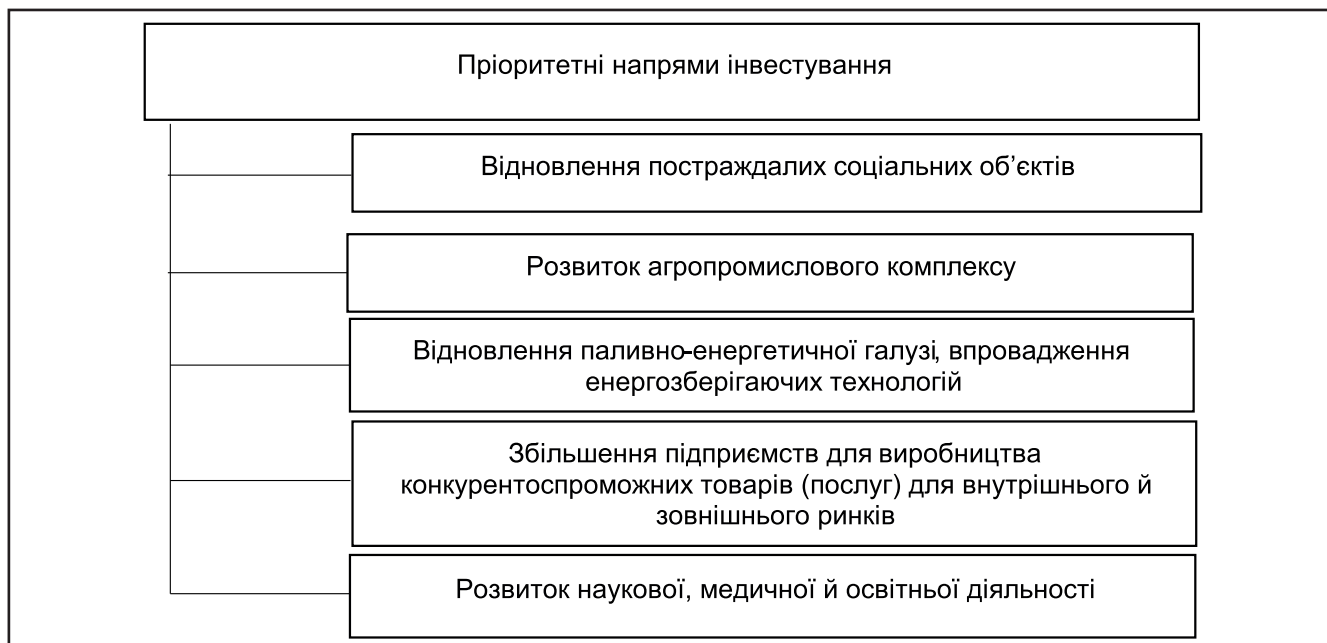 Пріоритетні напрями інвестування
Відновлення постраждалих соціальних об’єктів
Розвиток агропромислового комплексу
Відновлення паливно-енергетичної галузі, впровадження
енергозберігаючих технологій
Збільшення підприємств для виробництва
конкурентоспроможних товарів (послуг) для внутрішнього й
зовнішнього ринків
Розвиток наукової, медичної й освітньої діяльності